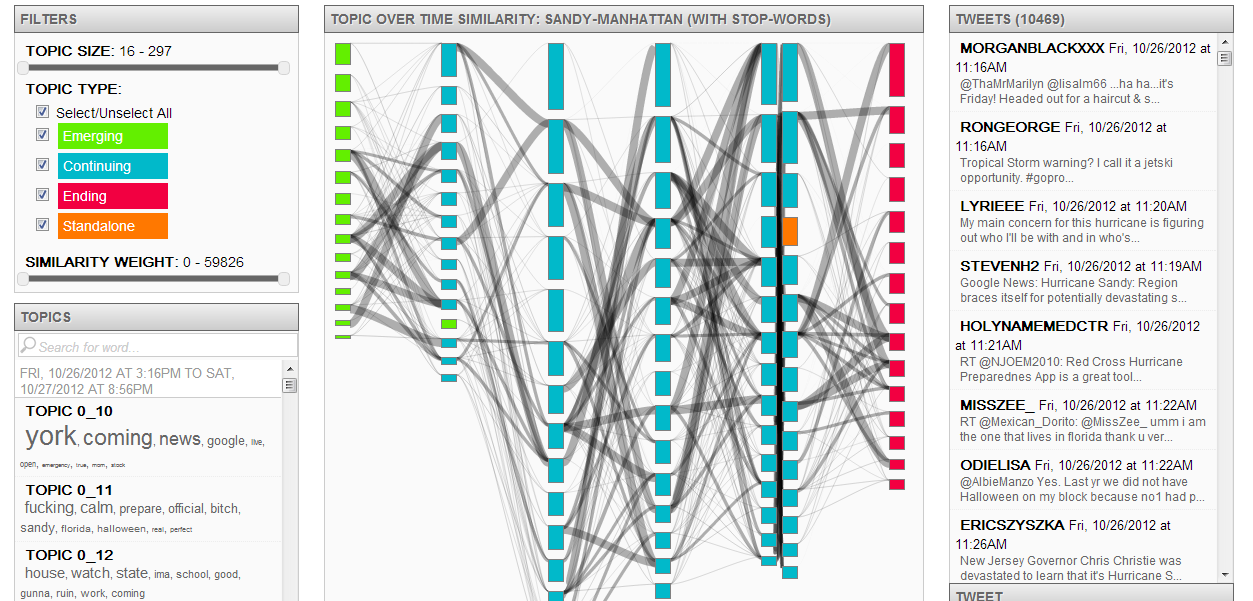 FILTERS
TOPIC SIZE: 16 - 297
TOPIC TYPE:
Select/Unselect All
Emerging
Continuing
Ending
Standalone
SIMILARITY WEIGHT: 0 - 59826
TOPICS
Search for word...
FRI, 10/26/2012 AT 3:16PM TO SAT,
10/27/2012 AT 8:56PM
TOPIC 0_10
york, coming, news, google, live,
open, emergency, true, mom, stock
TOPIC 0_11
fucking, calm, prepare, official, bitch,
sandy, florida, halloween, real, perfect
TOPIC 0_12
house, watch, state, ima, school, good,
gunna, ruin, work, coming
TOPIC OVER TIME SIMILARITY: SANDY-MANHATTAN (WITH STOP-WORDS)
TWEETS (10469)
MORGANBLACKXXX Fri, 10/26/2012 at
11:16AM
@ThaMrMarilyn @lisalm66 ...ha ha...it's
Friday! Headed out for a haircut & s...
RONGEORGE Fri, 10/26/2012 at
11:16AM
Tropical Storm warning? I call it a jetski
opportunity. #gopro...
LYRIEEE Fri, 10/26/2012 at 11:20AM
My main concern for this hurricane is figuring
out who I'll be with and in who's...
STEVENH2 Fri, 10/26/2012 at 11:19AM
Google News: Hurricane Sandy: Region
braces itself for potentially devastating s...
HOLYNAMEMEDCTR Fri, 10/26/2012
at 11:21AM
RT @NJOEM2010: Red Cross Hurricane
Preparednes App is a great tool...
MISSZEE_ Fri, 10/26/2012 at 11:22AM
RT @Mexican_Dorito: @MissZee_ umm i am
the one that lives in florida thank u ver...
ODIELISA Fri, 10/26/2012 at 11:22AM
@AlbieManzo Yes. Last yr we did not have
Halloween on my block because no1 had p...
ERICSZYSZKA Fri, 10/26/2012 at
11:26AM
New Jersey Governor Chris Christie was
devastated to learn that it's Hurricane S...
TWEET